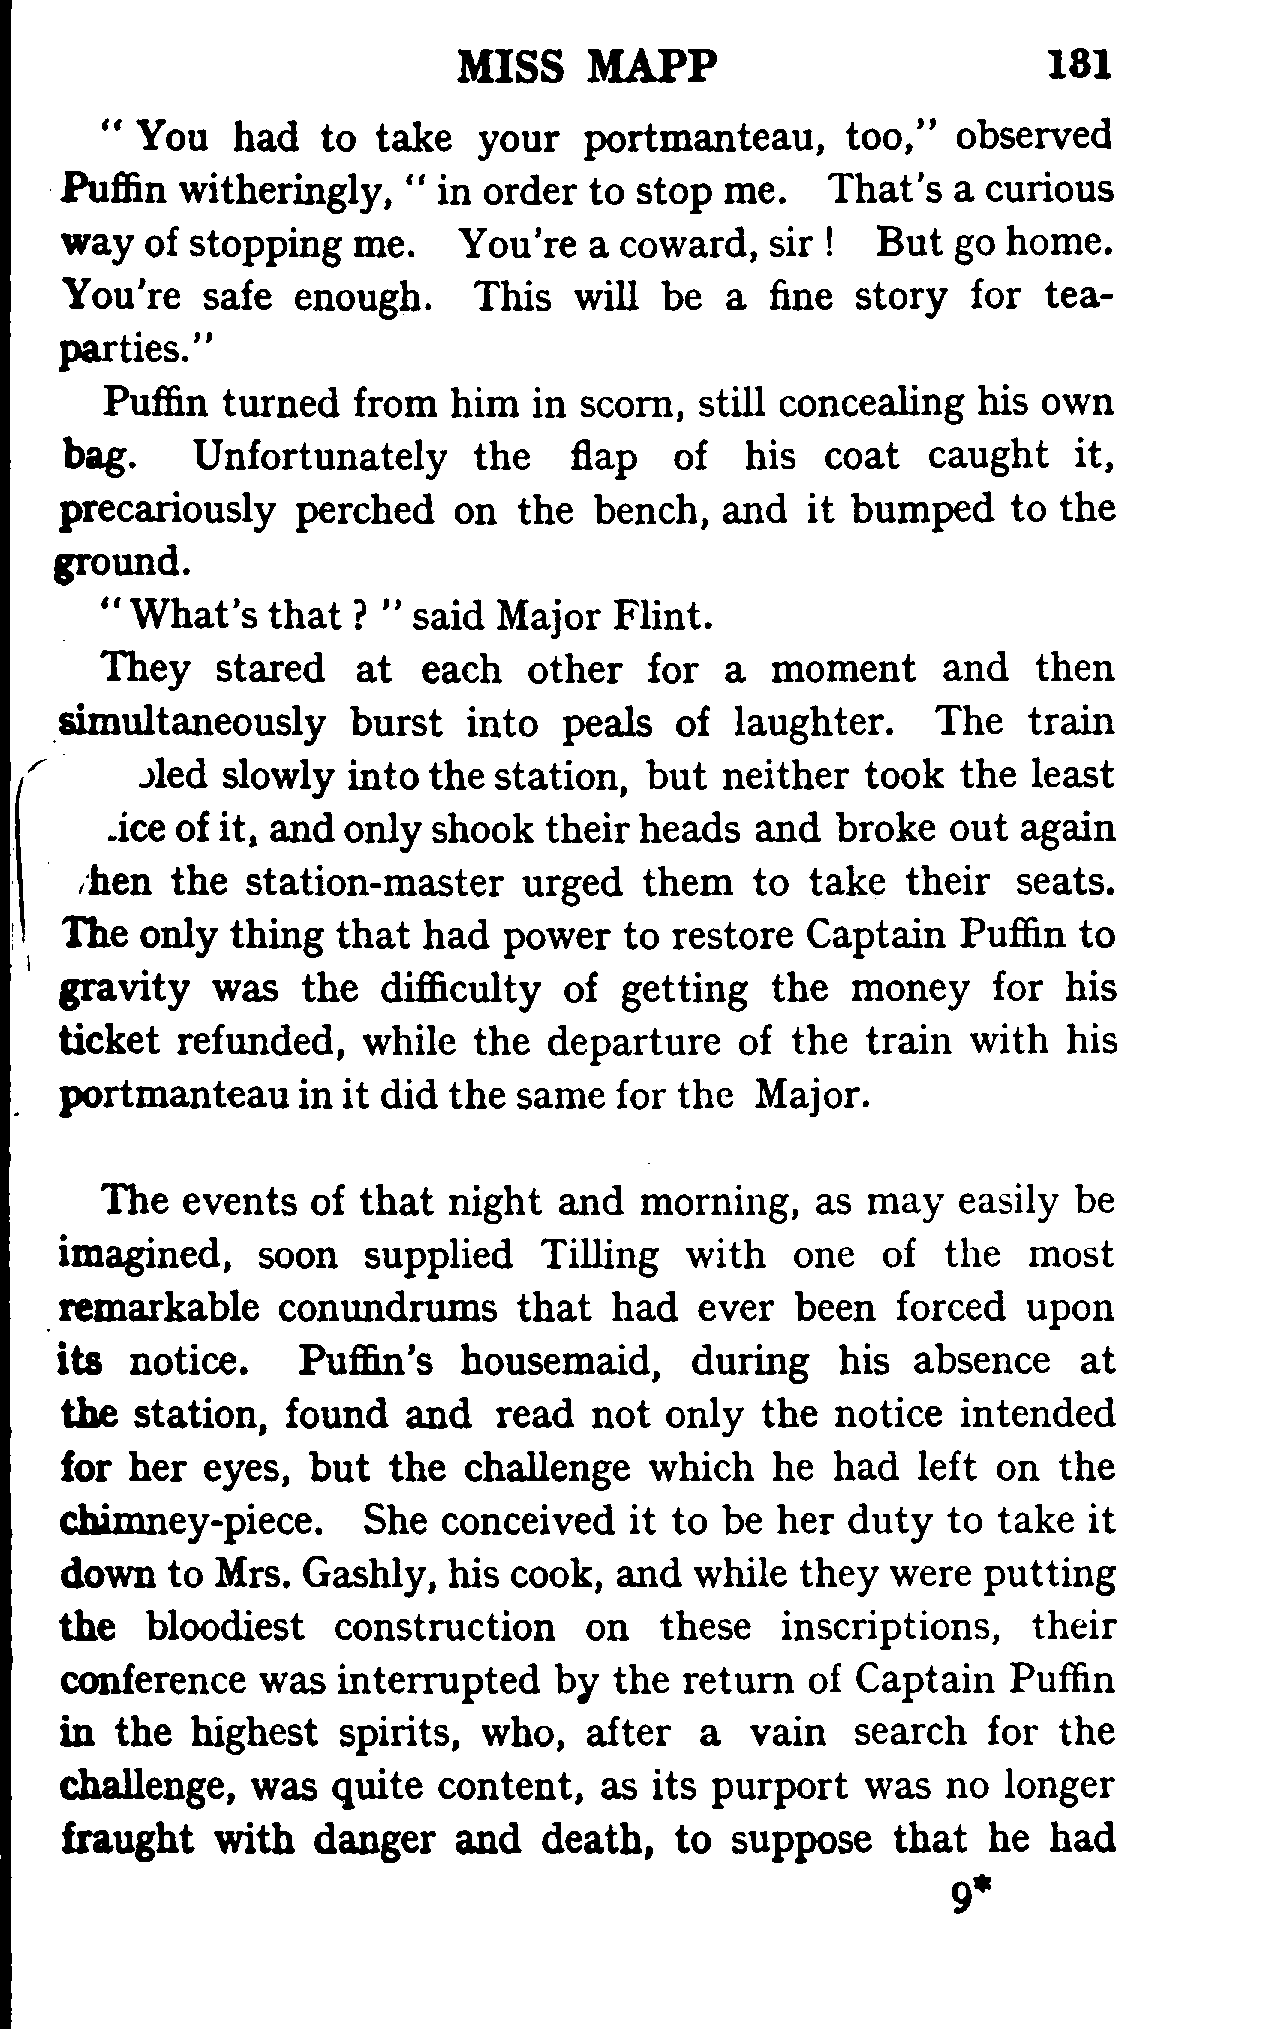 MISS MAPP 181
" You had to take your portmanteau, too," observed
Puffin witheringly, " in order to stop me. That's a curious
way of stopping me. You're a coward, sir ! But go home.
You're safe enough. This will be a fine story for tea-
parties."
Puffin turned from him in scorn, still concealing his own
bag. Unfortunately the flap of his coat caught it,
precariously perched on the bench, and it bumped to the
ground.
" What's that ? " said Major Flint.
They stared at each other for a moment and then
simultaneously burst into peals of laughter. The train
slowly into the station, but neither took the least
of it, and only shook their heads and broke out again
the station-master urged them to take their seats.
The only thing that had power to restore Captain Puffin to
gravity was the difficulty of getting the money for his
ticket refunded, while the departure of the train with his
portmanteau in it did the same for the Major.
The events of that night and morning, as may easily be
imagined, soon supplied Tilling with one of the most
remarkable conundrums that had ever been forced upon
its notice. Puffin's housemaid, during his absence at
the station, found and read not only the notice intended
for her eyes, but the challenge which he had left on the
chimney-piece. She conceived it to be her duty to take it
down to Mrs. Gashly, his cook, and while they were putting
the bloodiest construction on these inscriptions, their
conference was interrupted by the return of Captain Puffin
in the highest spirits, who, after a vain search for the
challenge, was quite content, as its purport was no longer
fraught with danger and death, to suppose that he had
9*